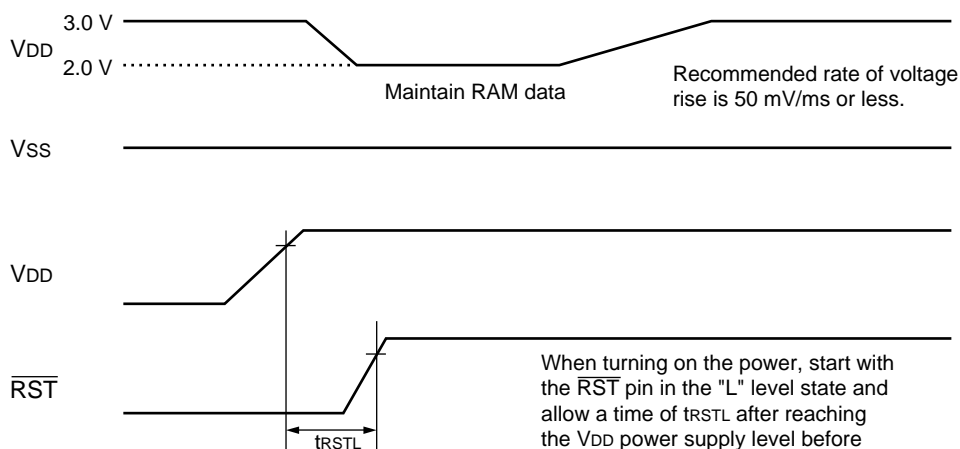 3.0 V
VDD
2.0 V
Maintain RAM data
Recommended rate of voltage
rise is 50 mV/ms or less.
VSS
VDD
RST
tRSTL
When turning on the power, start with
the RST pin in the "L" level state and
allow a time of tRSTL after reaching
the VDD power supply level before